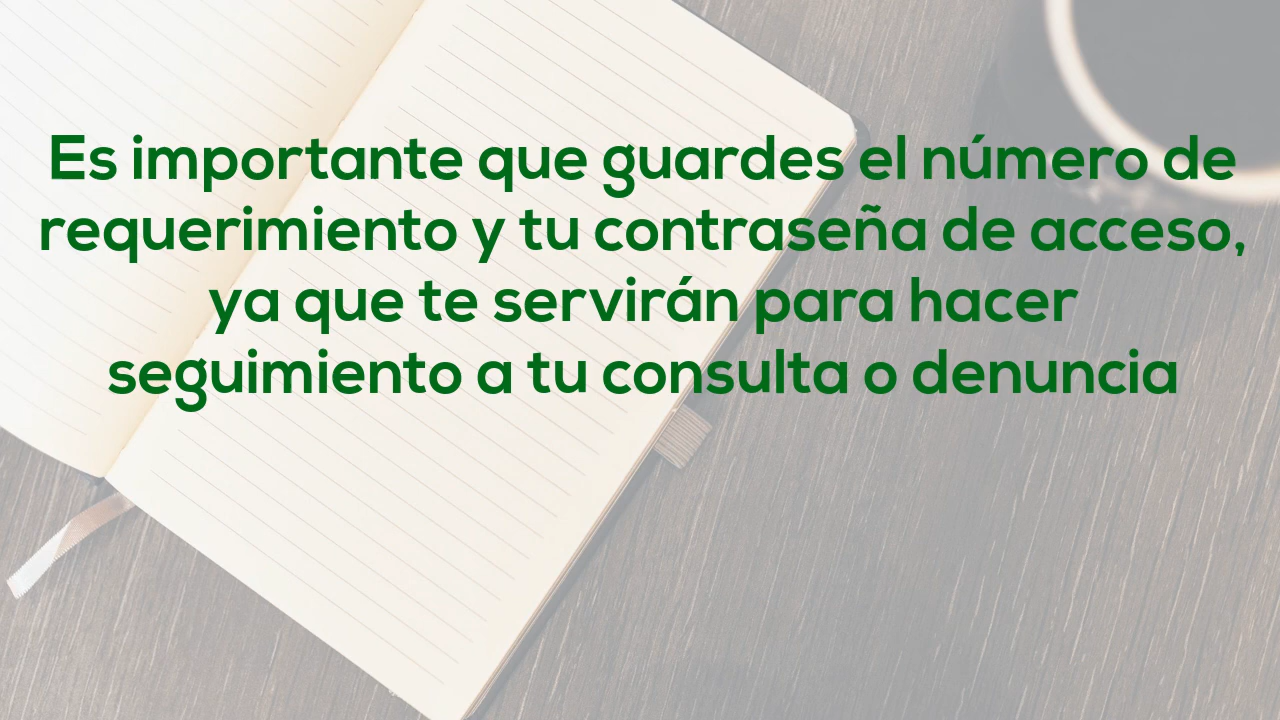 Es importante que guardes el número de
requerimiento y tu contraseña de acceso,
ya que te servirán para hacer
seguimiento a tu consulta o denuncia